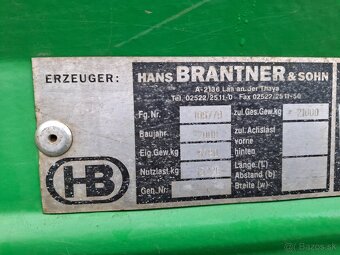 ERZEUGER:
HANS BRANTNER & SOHN
A-2136 Laa an der Thaya
Tel. 02522/2511-0 - Fax 02522/2511-50
Fg. Nr. zul. Ges. Gew. kg 21000
Baujahr zul. Achslast
Eig. Gew. kg vorne
hinten
Nutzlast kg Länge (L)
Gen. Nr. Abstand (b)
Breite (w)
HB
bazos.sk